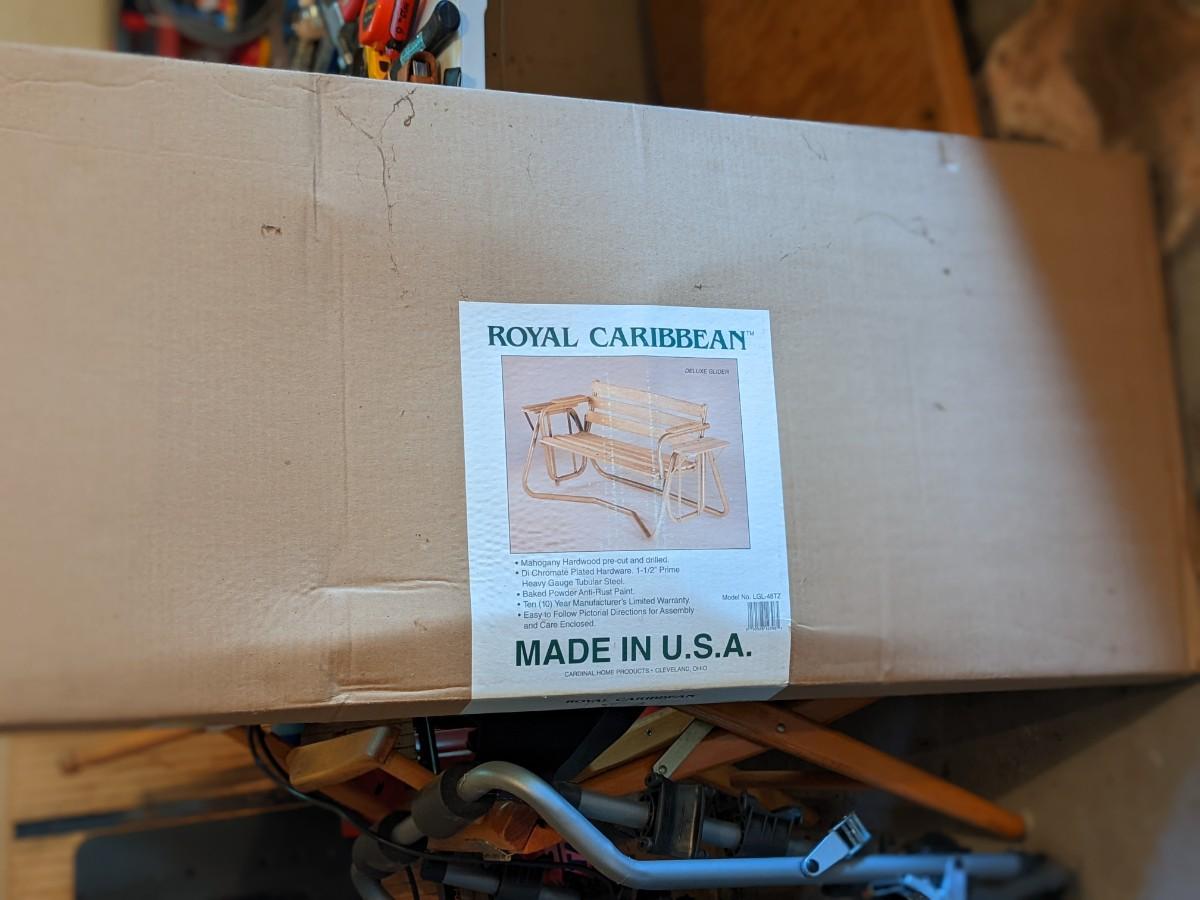 ROYAL CARIBBEAN™
DELUXE GLIDER
• Mahogany Hardwood pre-cut and drilled.
• Di Chromate Plated Hardware. 1-1/2" Prime
Heavy Gauge Tubular Steel.
• Baked Powder Anti-Rust Paint.
• Ten (10) Year Manufacturer's Limited Warranty.
• Easy to Follow Pictorial Directions for Assembly
and Care Enclosed.
Model No. LGL-48TZ
MADE IN U.S.A.
CARDINAL HOME PRODUCTS • CLEVELAND, OHIO
ROYAL CARIBBEAN